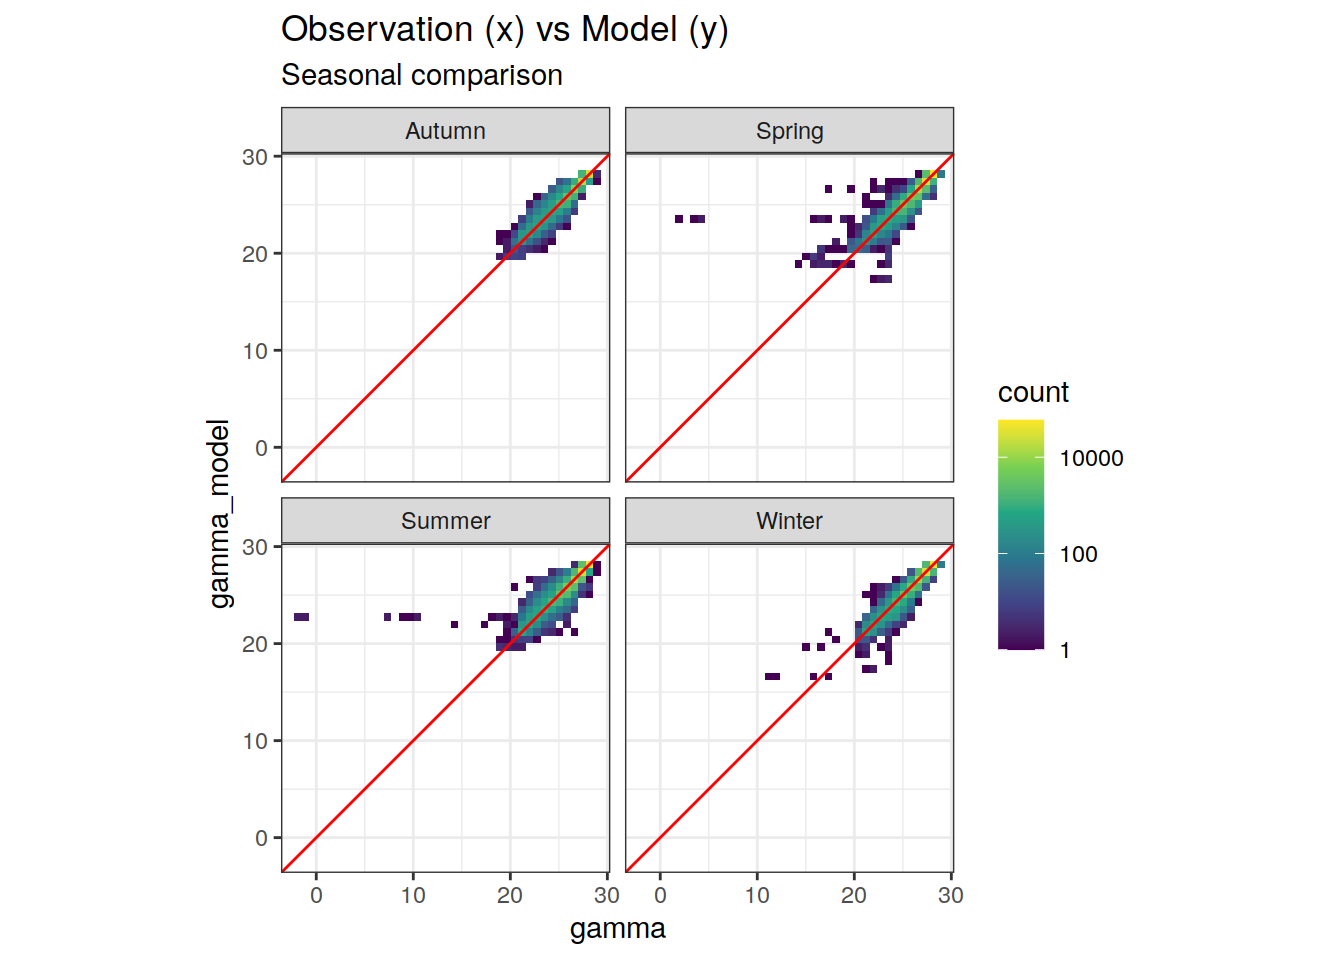 Observation (x) vs Model (y)
Seasonal comparison
Autumn
Spring
30
20
10
0
Summer
Winter
30
20
10
0
0 10 20 30
0 10 20 30
gamma
gamma_model
count
10000
100
1